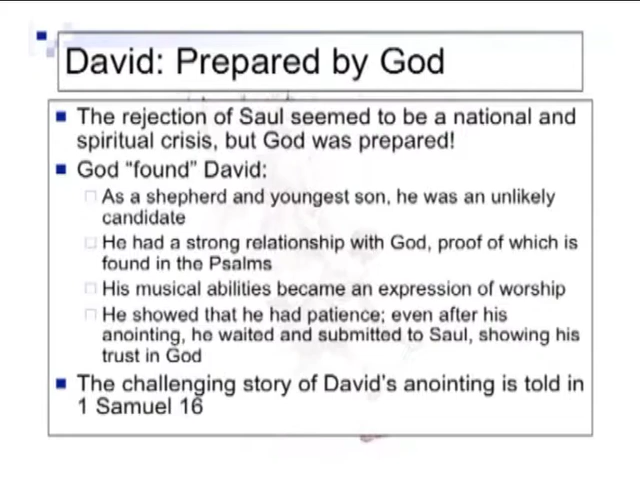 David: Prepared by God
The rejection of Saul seemed to be a national and
spiritual crisis, but God was prepared!
God “found” David:
As a shepherd and youngest son, he was an unlikely
candidate
He had a strong relationship with God, proof of which is
found in the Psalms
His musical abilities became an expression of worship
He showed that he had patience; even after his
anointing, he waited and submitted to Saul, showing his
trust in God
The challenging story of David’s anointing is told in
1 Samuel 16